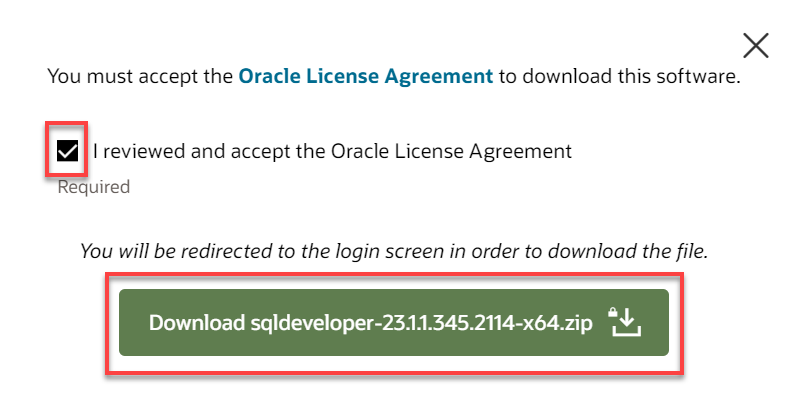 You must accept the Oracle License Agreement to download this software.
I reviewed and accept the Oracle License Agreement
Required
You will be redirected to the login screen in order to download the file.
Download sqldeveloper-23.1.1.345.2114-x64.zip